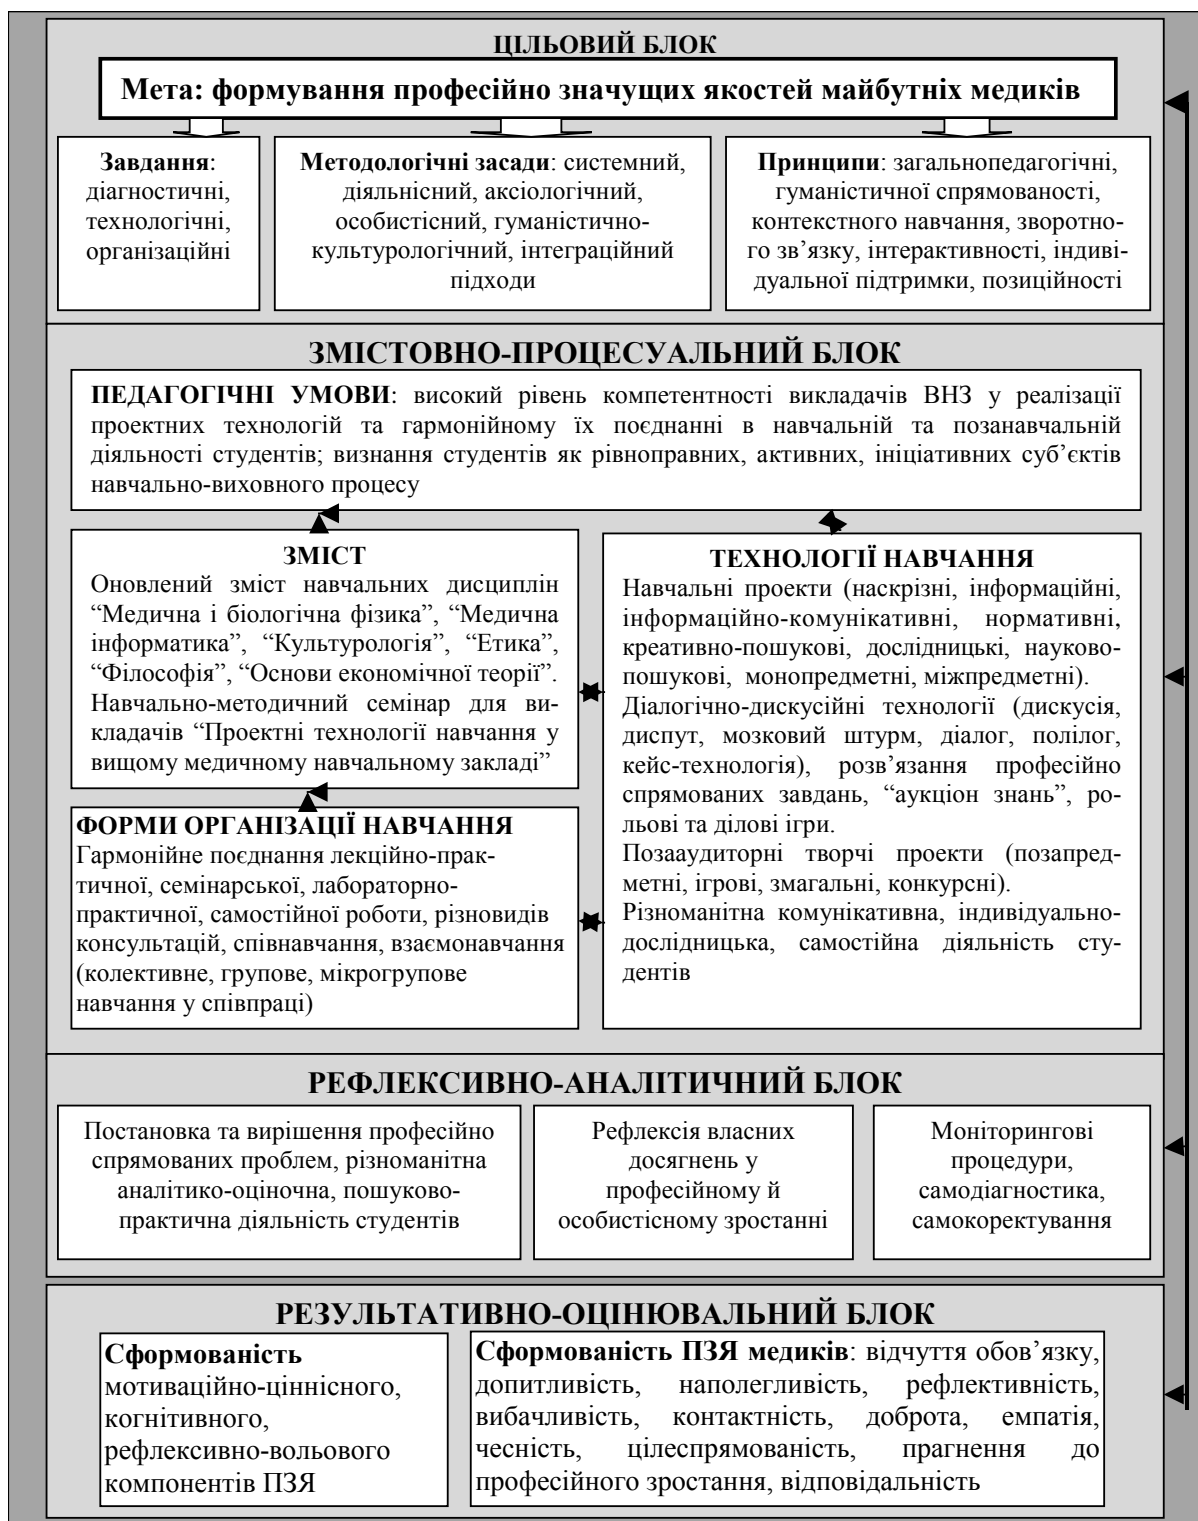 ЦІЛЬОВИЙ БЛОК
Мета: формування професійно значущих якостей майбутніх медиків
Завдання:
діагностичні,
технологічні,
організаційні
Методологічні засади: системний,
діяльнісний, аксіологічний,
особистісний, гуманістично-
культурологічний, інтеграційний
підходи
Принципи: загальнопедагогічні,
гуманістичної спрямованості,
контекстного навчання, зворотно-
го зв’язку, інтерактивності, індиві-
дуальної підтримки, позиційності
ЗМІСТОВНО-ПРОЦЕСУАЛЬНИЙ БЛОК
ПЕДАГОГІЧНІ УМОВИ: високий рівень компетентності викладачів ВНЗ у реалізації
проектних технологій та гармонійному їх поєднанні в навчальній та позанавчальній
діяльності студентів; визнання студентів як рівноправних, активних, ініціативних суб’єктів
навчально-виховного процесу
ЗМІСТ
Оновлений зміст навчальних дисциплін
“Медична і біологічна фізика”, “Медична
інформатика”, “Культурологія”, “Етика”,
“Філософія”, “Основи економічної теорії”.
Навчально-методичний семінар для ви-
кладачів “Проектні технології навчання у
вищому медичному навчальному закладі”
ФОРМИ ОРГАНІЗАЦІЇ НАВЧАННЯ
Гармонійне поєднання лекційно-прак-
тичної, семінарської, лабораторно-
практичної, самостійної роботи, різновидів
консультацій, співнавчання, взаємонавчання
(колективне, групове, мікрогрупове
навчання у співпраці)
ТЕХНОЛОГІЇ НАВЧАННЯ
Навчальні проекти (наскрізні, інформаційні,
інформаційно-комунікативні, нормативні,
креативно-пошукові, дослідницькі, науково-
пошукові, монопредметні, міжпредметні).
Діалогічно-дискусійні технології (дискусія,
диспут, мозковий штурм, діалог, полілог,
кейс-технологія), розв’язання професійно
спрямованих завдань, “аукціон знань”, ро-
льові та ділові ігри.
Позааудиторні творчі проекти (позапред-
метні, ігрові, змагальні, конкурсні).
Різноманітна комунікативна, індивідуально-
дослідницька, самостійна діяльність сту-
дентів
РЕФЛЕКСИВНО-АНАЛІТИЧНИЙ БЛОК
Постановка та вирішення професійно
спрямованих проблем, різноманітна
аналітико-оціночна, пошуково-
практична діяльність студентів
Рефлексія власних
досягнень у
професійному й
особистісному зростанні
Моніторингові
процедури,
самодіагностика,
самокоректування
РЕЗУЛЬТАТИВНО-ОЦІНЮВАЛЬНИЙ БЛОК
Сформованість
мотиваційно-ціннісного,
когнітивного,
рефлексивно-вольового
компонентів ПЗЯ
Сформованість ПЗЯ медиків: відчуття обов’язку,
допитливість, наполегливість, рефлективність,
вибачливість, контактність, доброта, емпатія,
чесність, цілеспрямованість, прагнення до
професійного зростання, відповідальність